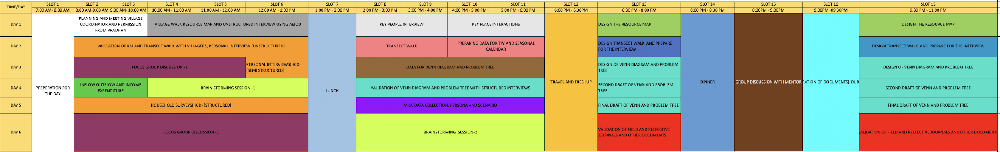 TIME/DAY SLOT 1 SLOT 2 SLOT 3 SLOT 4 SLOT 5 SLOT 6 SLOT 7 SLOT 8 SLOT 9 SLOT  10 SLOT 11 SLOT 12 SLOT 13 SLOT 14 SLOT 15 SLOT 16 SLOT 15
7:00 AM- 8:00 AM 8:00 AM-9:00 AM 9:00 AM- 10:00 AM 10:00 AM - 11:00 AM 11:00 AM - 12:00 AM 12:00 AM - 1:00 PM 1:00 PM - 2:00 PM 2:00 PM - 3:00 PM 3:00 PM - 4:00 PM 4:00 PM - 5:00 PM 5:00 PM - 6:00 PM 6:00 PM - 6:30PM 6:30 PM - 8:00 PM 8:00 PM - 8:30 PM 8:30PM - 9:00PM 9:00PM -09:30PM 9:30 PM - 11:00 PM
DAY 1
PLANNING AND MEETING VILLAGE
COORDINATOR AND PERMISSION
FROM PRADHAN
VILLAGE WALK,RESOURCE MAP AND UNSTRUCTURED INTERVIEW USING AEIOU
KEY PEOPLE INTERVIEW
KEY PLACE INTERACTIONS
DESIGN THE RESOURCE MAP
DESIGN THE RESOURCE MAP
DAY 2
VALIDATION OF RM AND TRANSECT WALK WITH VILLAGERS, PERSONAL INTERVIEW [UNSTRUCTURED]
TRANSECT WALK
PREPARING DATA FOR TW AND SEASONAL
CALENDAR
DESIGN TRANSECT WALK  AND PREPARE
FOR THE INTERVIEW
DESIGN TRANSECT WALK  AND PREPARE FOR THE INTERVIEW
DAY 3
FOCUS GROUP DISCUSSION -1
PERSONAL INTERVIEWS(HCD)
[SEMI STRUCTURED]
DATA FOR VENN DIAGRAM AND PROBLEM TREE
DESIGN OF VENN DIAGRAM AND PROBLEM
TREE
DESIGN OF VENN DIAGRAM AND PROBLEM TREE
DAY 4
PREPERATION FOR
THE DAY
INFLOW OUTFLOW AND INCOME
EXPENDITURE
BRAIN STORMING SESSION -1
LUNCH
VALIDATION OF VENN DIAGRAM AND PROBLEM TREE WITH STRUCTURED INTERVIEWS
TRAVEL AND FRESHUP
SECOND DRAFT OF VENN AND PROBLEM
TREE
DINNER
GROUP DISCUSSION WITH MENTOR
RATION OF DOCUMENTS(JOUR
SECOND DRAFT OF VENN AND PROBLEM TREE
DAY 5
HOUSEHOLD SURVEYS(HCD) [STRUCTURED]
MISC DATA COLLECTION, PERSONA AND SCENARIO
FINAL DRAFT OF VENN AND PROBLEM TREE
FINAL DRAFT OF VENN AND PROBLEM TREE
DAY 6
FOCUS GROUP DISCUSSION -2
BRAINSTORMING  SESSION-2
VALIDATION OF FIELD AND RELFECTIVE
JOURNALS AND OTHER DOCUMENTS
VALIDATION OF FIELD AND RELFECTIVE JOURNALS AND OTHER DOCUMENTS